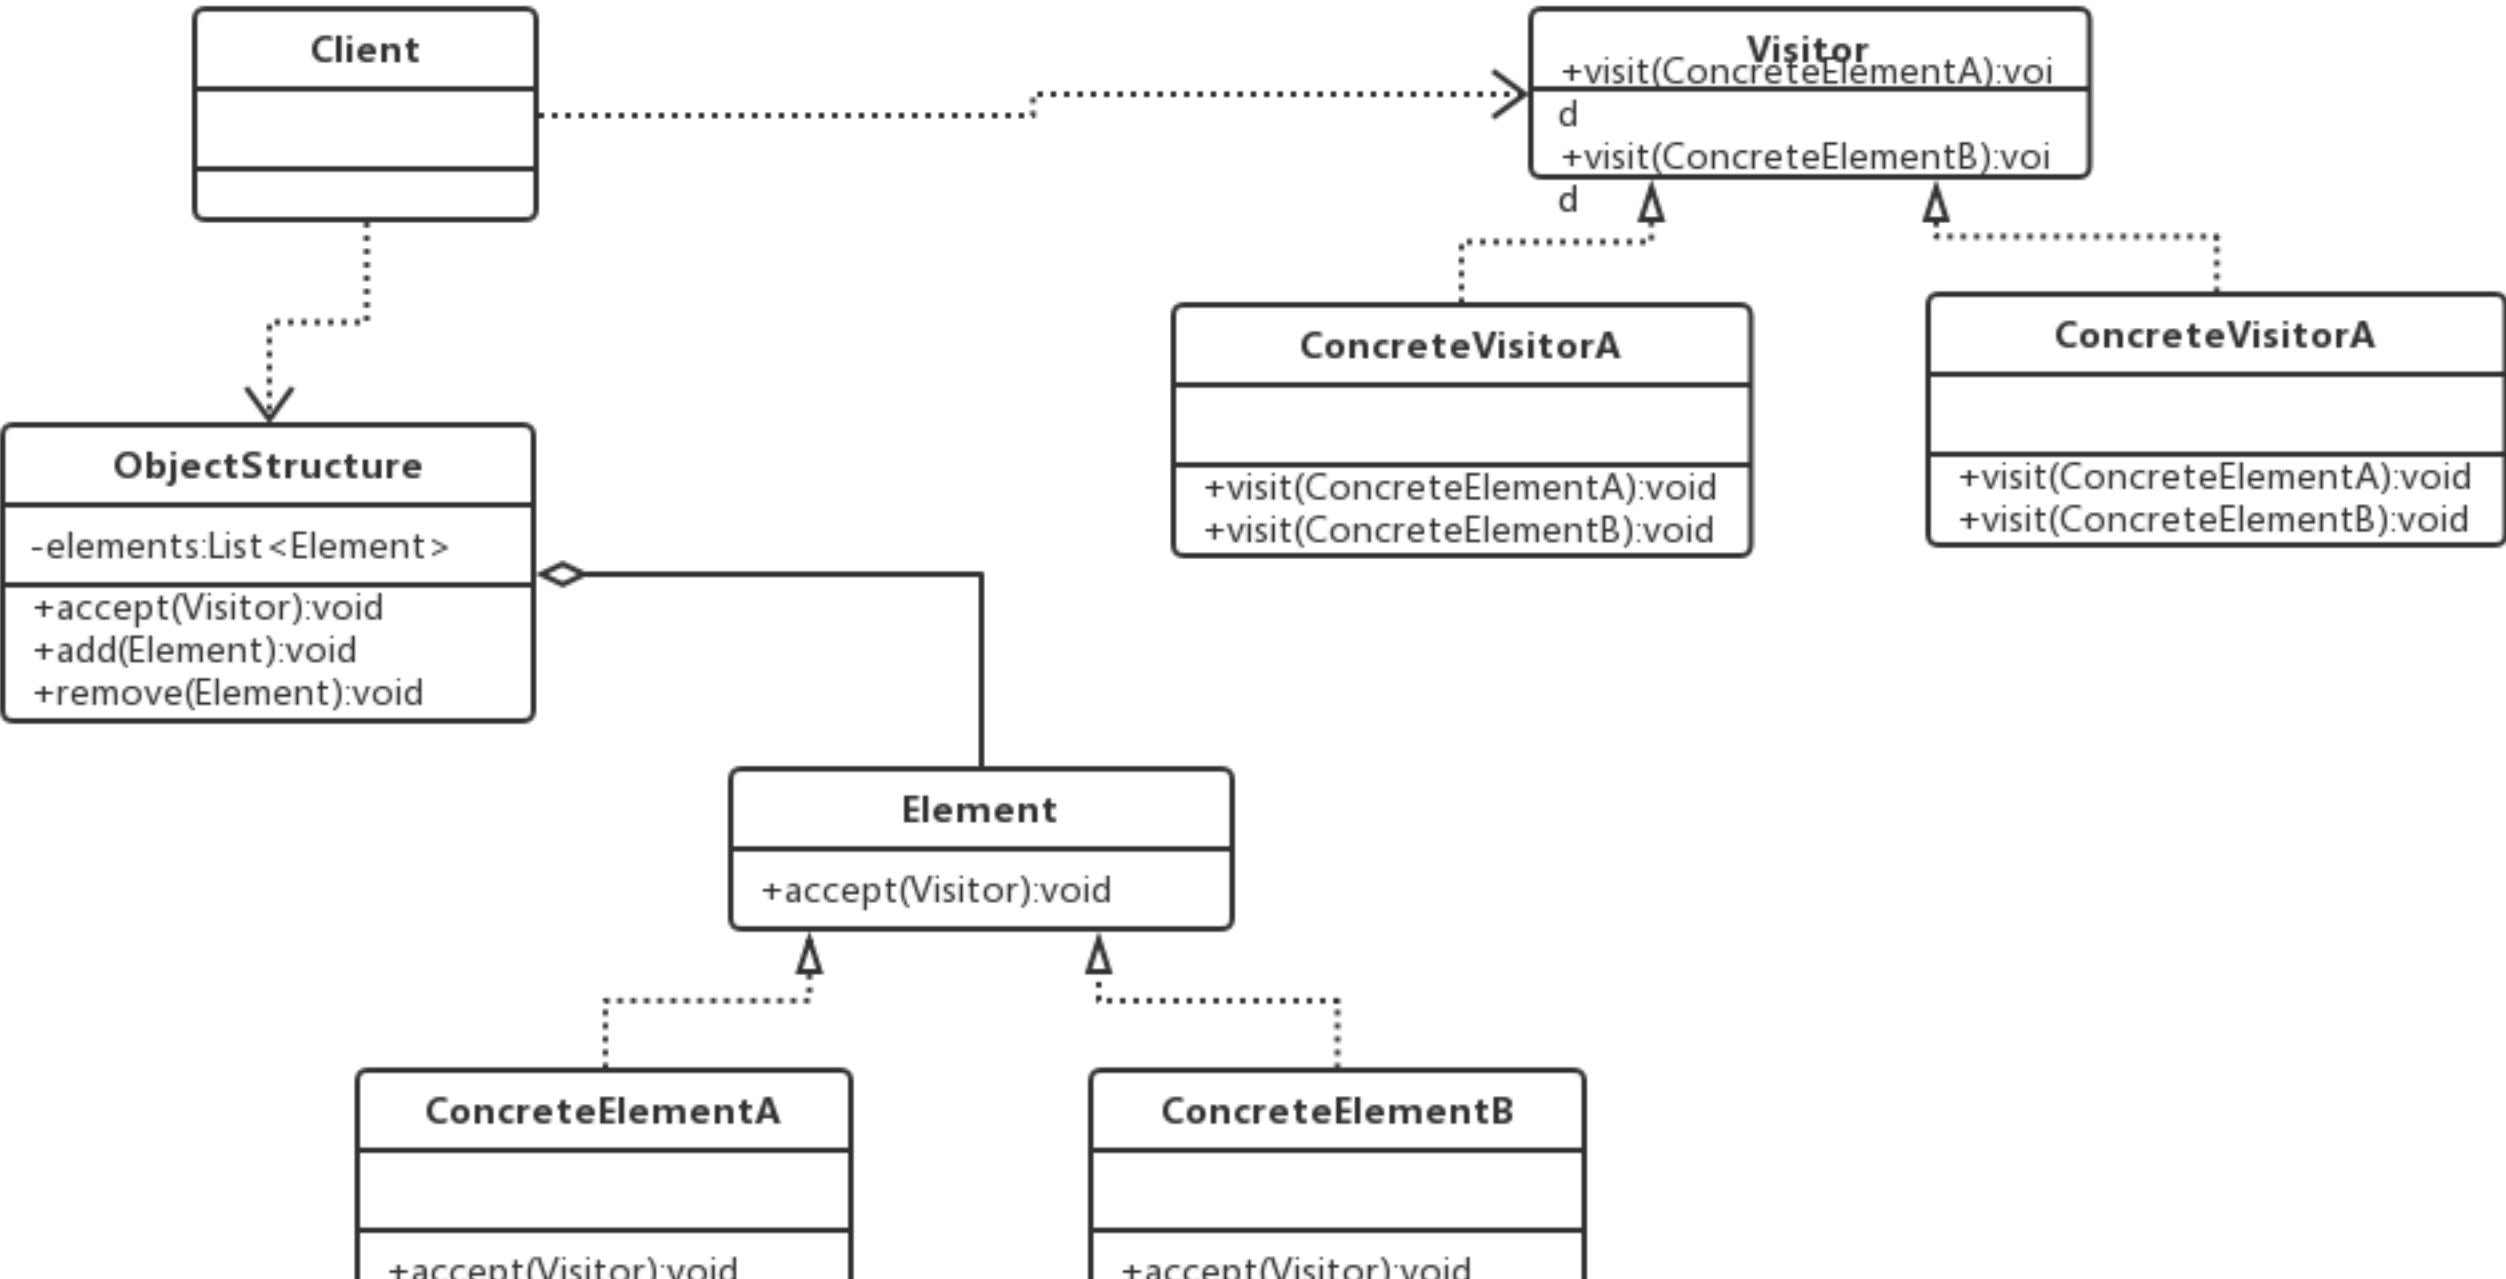 Client
Visitor
+visit(ConcreteElementA):voi
d
+visit(ConcreteElementB):voi
d
ConcreteVisitorA
+visit(ConcreteElementA):void
+visit(ConcreteElementB):void
ConcreteVisitorA
+visit(ConcreteElementA):void
+visit(ConcreteElementB):void
ObjectStructure
-elements:List<Element>
+accept(Visitor):void
+add(Element):void
+remove(Element):void
Element
+accept(Visitor):void
ConcreteElementA
+accept(Visitor):void
ConcreteElementB
+accept(Visitor):void